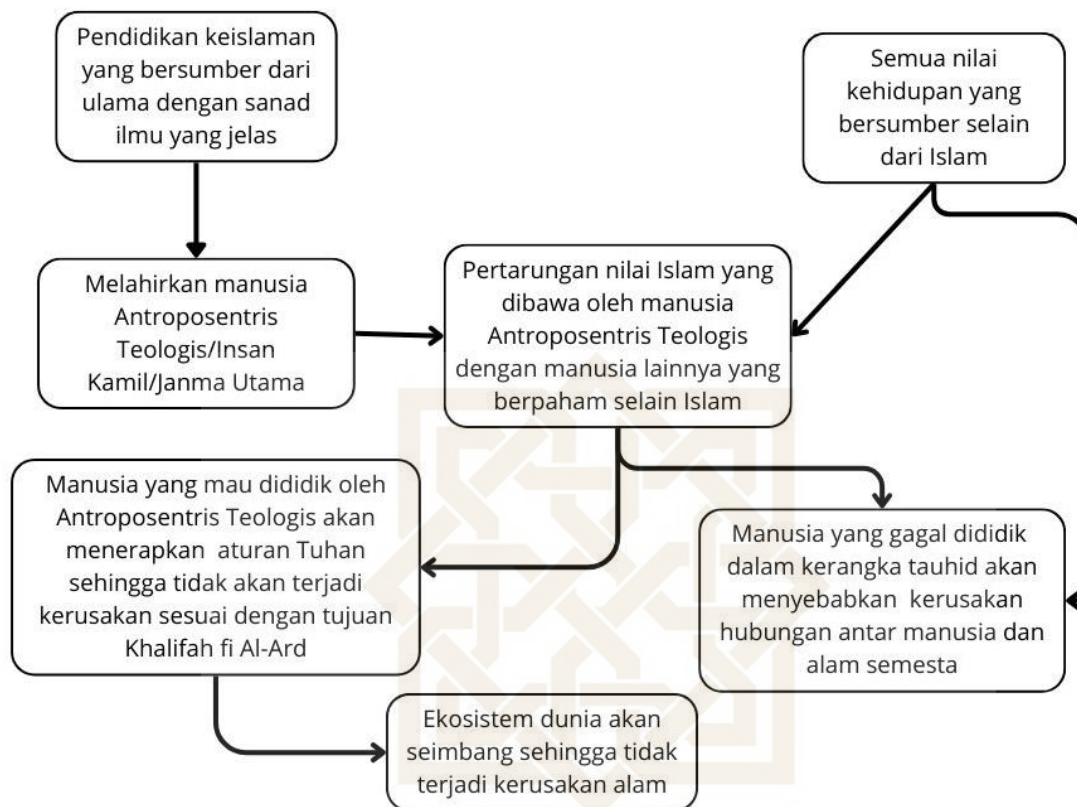 Pendidikan keislaman
yang bersumber dari
ulama dengan sanad
ilmu yang jelas
Semua nilai
kehidupan yang
bersumber selain
dari Islam
Melahirkan manusia
Antroposentris
Teologis/Insan
Kamil/Janma Utama
Pertarungan nilai Islam yang
dibawa oleh manusia
Antroposentris Teologis
dengan manusia lainnya yang
berpaham selain Islam
Manusia yang mau dididik oleh
Antroposentris Teologis akan
menerapkan aturan Tuhan
sehingga tidak akan terjadi
kerusakan sesuai dengan tujuan
Khalifah fi Al-Ard
Manusia yang gagal dididik
dalam kerangka tauhid akan
menyebabkan kerusakan
hubungan antar manusia dan
alam semesta
Ekosistem dunia akan
seimbang sehingga tidak
terjadi kerusakan alam